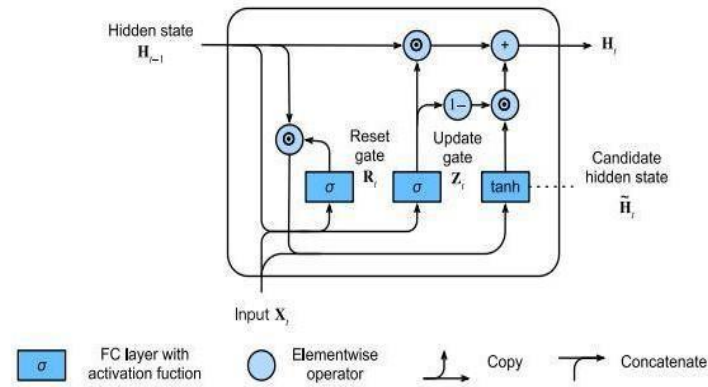 Hidden state
H_{t−1}
⊙
+
H_t
1−
⊙
⊙
Reset
gate
R_t
Update
gate
Z_t
σ
σ
tanh
Candidate
hidden state
H̃_t
Input X_t
σ
FC layer with
activation fuction
Elementwise
operator
Copy
Concatenate